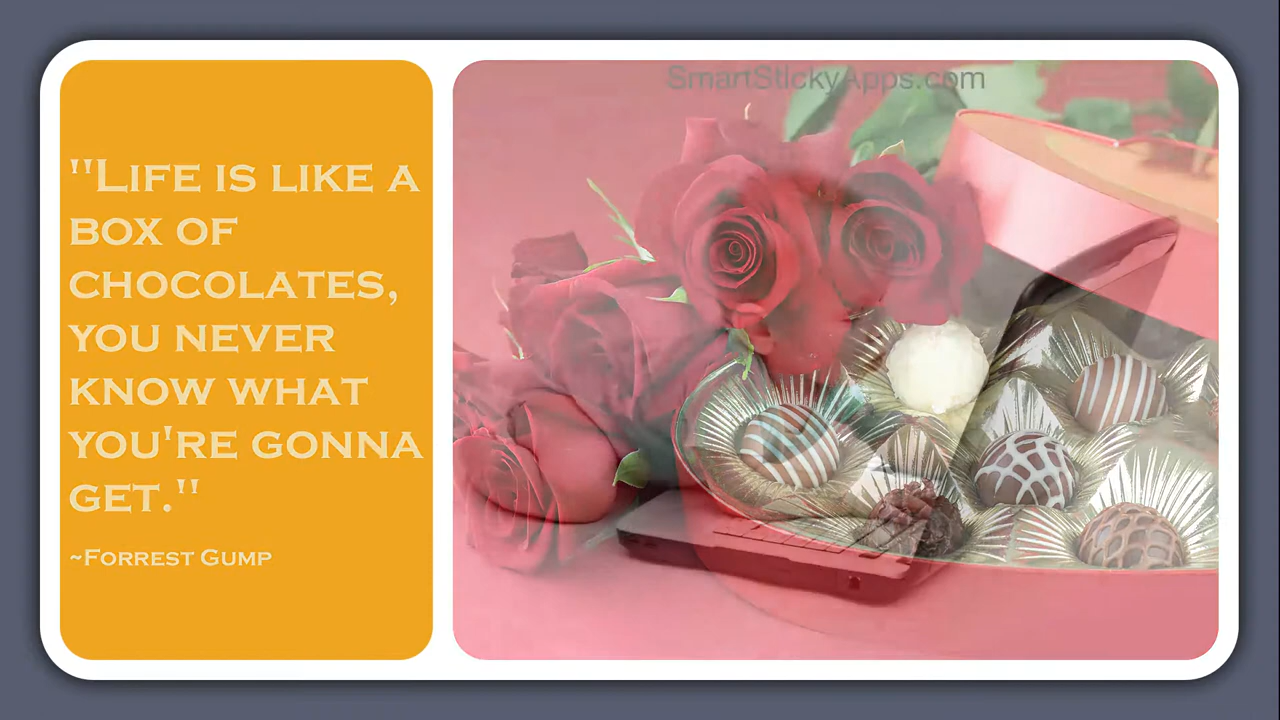 "Life is like a
box of
chocolates,
you never
know what
you're gonna
get."
~Forrest Gump
SmartStickyApps.com